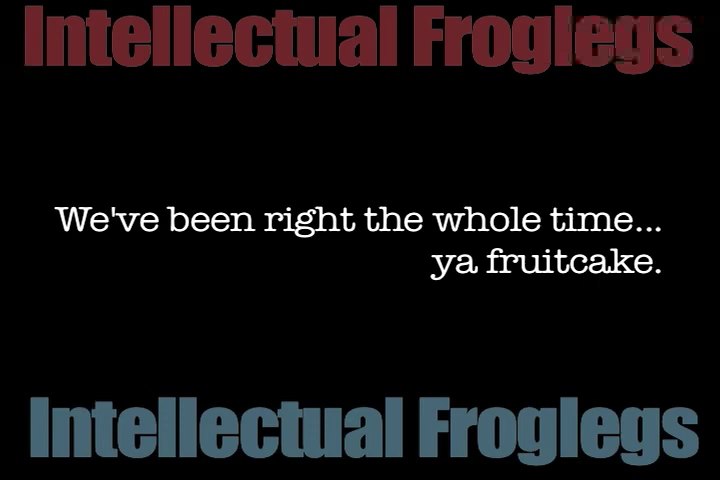 Intellectual Froglegs
We've been right the whole time...
ya fruitcake.
Intellectual Froglegs